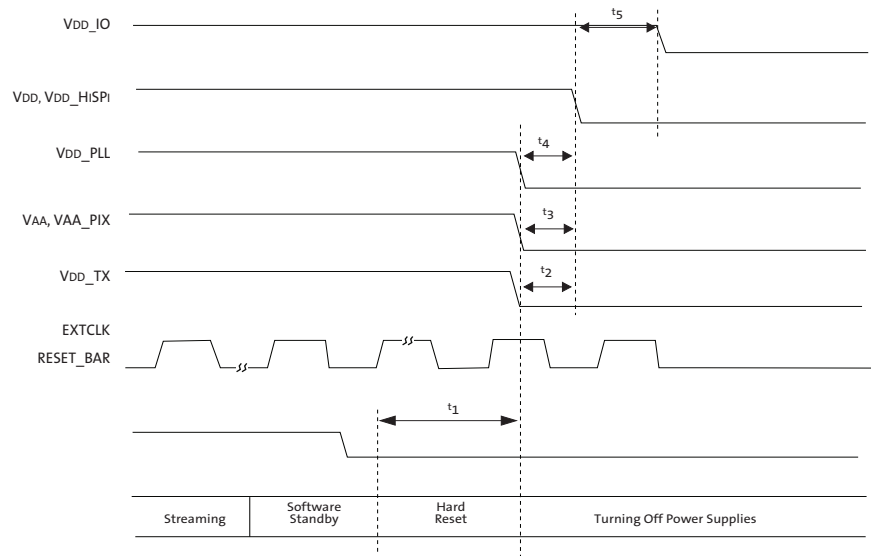 VDD_IO
t5
VDD, VDD_HiSPi
VDD_PLL
t4
VAA, VAA_PIX
t3
VDD_TX
t2
EXTCLK
RESET_BAR
t1
Streaming
Software
Standby
Hard
Reset
Turning Off Power Supplies